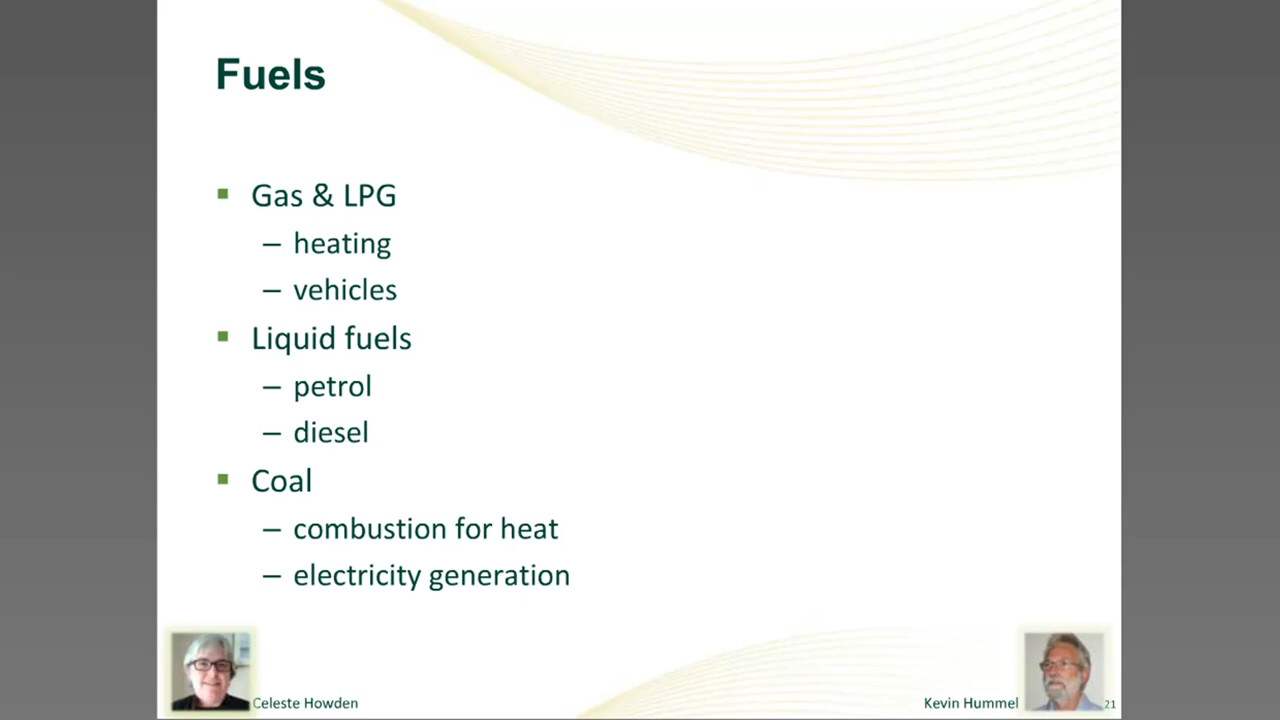 Fuels
▪ Gas & LPG
– heating
– vehicles
▪ Liquid fuels
– petrol
– diesel
▪ Coal
– combustion for heat
– electricity generation
Celeste Howden
Kevin Hummel
21